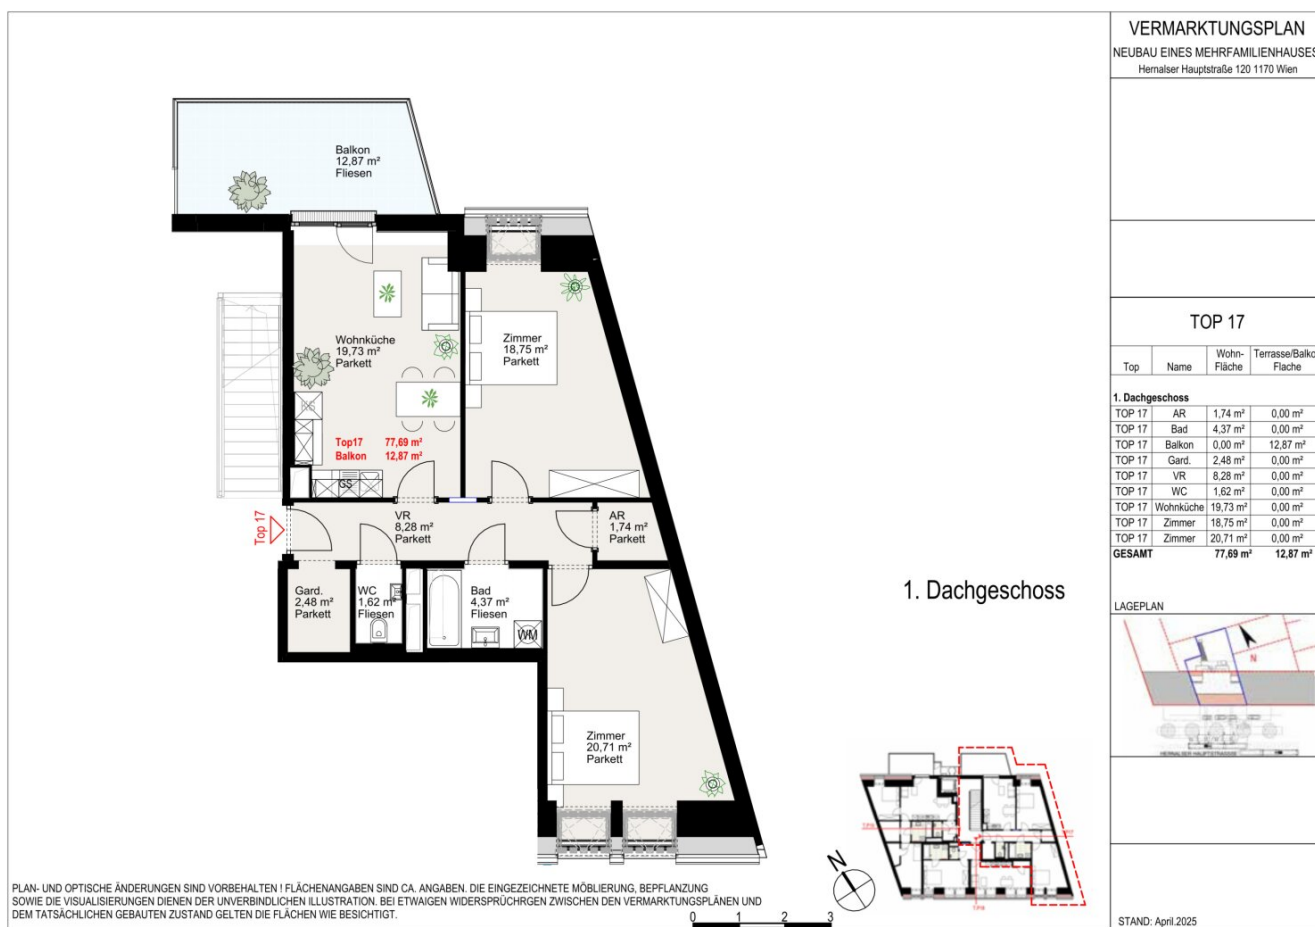 VERMARKTUNGSPLAN
NEUBAU EINES MEHRFAMILIENHAUSES
Hernalser Hauptstraße 120 1170 Wien
Balkon
12,87 m²
Fliesen
Wohnküche
19,73 m²
Parkett
Zimmer
18,75 m²
Parkett
KS
Top17 77,69 m²
Balkon 12,87 m²
GS
Top 17
VR
8,28 m²
Parkett
AR
1,74 m²
Parkett
Gard.
2,48 m²
Parkett
WC
1,62 m²
Fliesen
Bad
4,37 m²
Fliesen
WM
Zimmer
20,71 m²
Parkett
1. Dachgeschoss
TOP 17
Top Name Wohn- Fläche Terrasse/Balko Flache
1. Dachgeschoss
TOP 17 AR 1,74 m² 0,00 m²
TOP 17 Bad 4,37 m² 0,00 m²
TOP 17 Balkon 0,00 m² 12,87 m²
TOP 17 Gard. 2,48 m² 0,00 m²
TOP 17 VR 8,28 m² 0,00 m²
TOP 17 WC 1,62 m² 0,00 m²
TOP 17 Wohnküche 19,73 m² 0,00 m²
TOP 17 Zimmer 18,75 m² 0,00 m²
TOP 17 Zimmer 20,71 m² 0,00 m²
GESAMT 77,69 m² 12,87 m²
LAGEPLAN
N
HERNALSER HAUPTSTRASSE
N
PLAN- UND OPTISCHE ÄNDERUNGEN SIND VORBEHALTEN ! FLÄCHENANGABEN SIND CA. ANGABEN. DIE EINGEZEICHNETE MÖBLIERUNG, BEPFLANZUNG
SOWIE DIE VISUALISIERUNGEN DIENEN DER UNVERBINDLICHEN ILLUSTRATION. BEI ETWAIGEN WIDERSPRÜCHRGEN ZWISCHEN DEN VERMARKTUNGSPLÄNEN UND
DEM TATSÄCHLICHEN GEBAUTEN ZUSTAND GELTEN DIE FLÄCHEN WIE BESICHTIGT.
0 1 2 3
STAND: April.2025